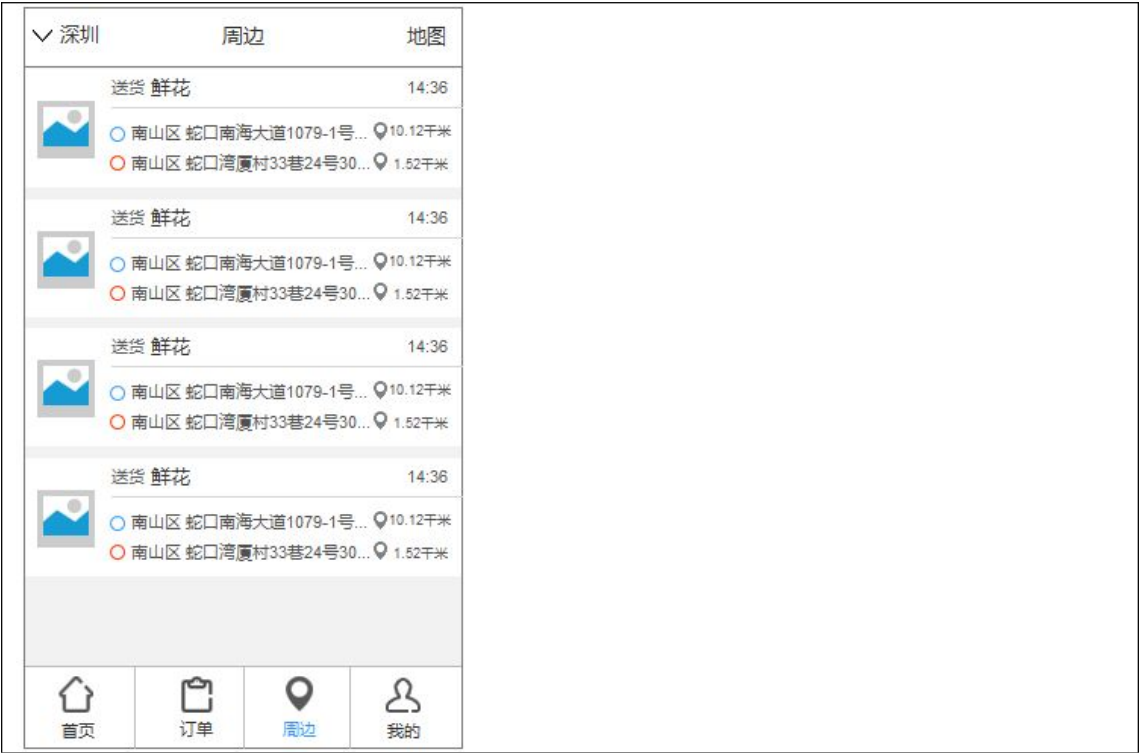 深圳 周边 地图
送货 鲜花 14:36
南山区 蛇口南海大道1079-1号... 10.12千米
南山区 蛇口湾厦村33巷24号30... 1.52千米
送货 鲜花 14:36
南山区 蛇口南海大道1079-1号... 10.12千米
南山区 蛇口湾厦村33巷24号30... 1.52千米
送货 鲜花 14:36
南山区 蛇口南海大道1079-1号... 10.12千米
南山区 蛇口湾厦村33巷24号30... 1.52千米
送货 鲜花 14:36
南山区 蛇口南海大道1079-1号... 10.12千米
南山区 蛇口湾厦村33巷24号30... 1.52千米
首页 订单 周边 我的